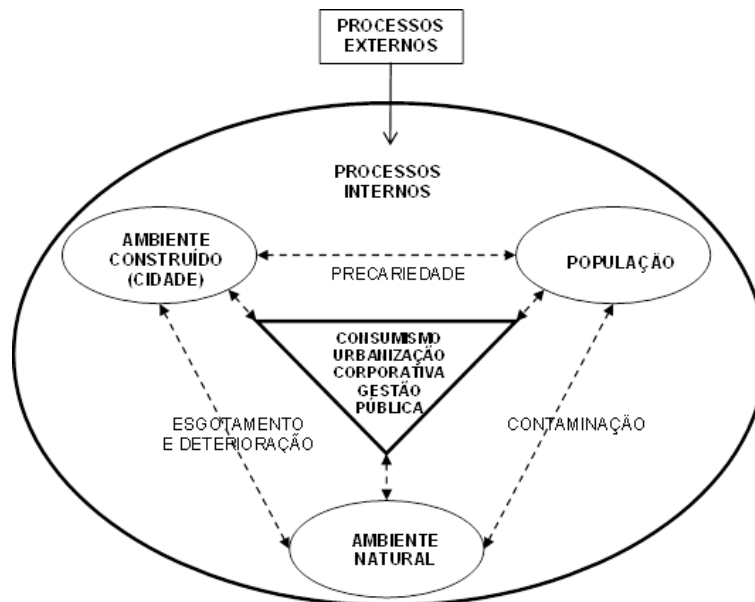 PROCESSOS
EXTERNOS
PROCESSOS
INTERNOS
AMBIENTE
CONSTRUÍDO
(CIDADE)
PRECARIEDADE
POPULAÇÃO
CONSUMISMO
URBANIZAÇÃO
CORPORATIVA
GESTÃO
PÚBLICA
ESGOTAMENTO
E DETERIORAÇÃO
CONTAMINAÇÃO
AMBIENTE
NATURAL